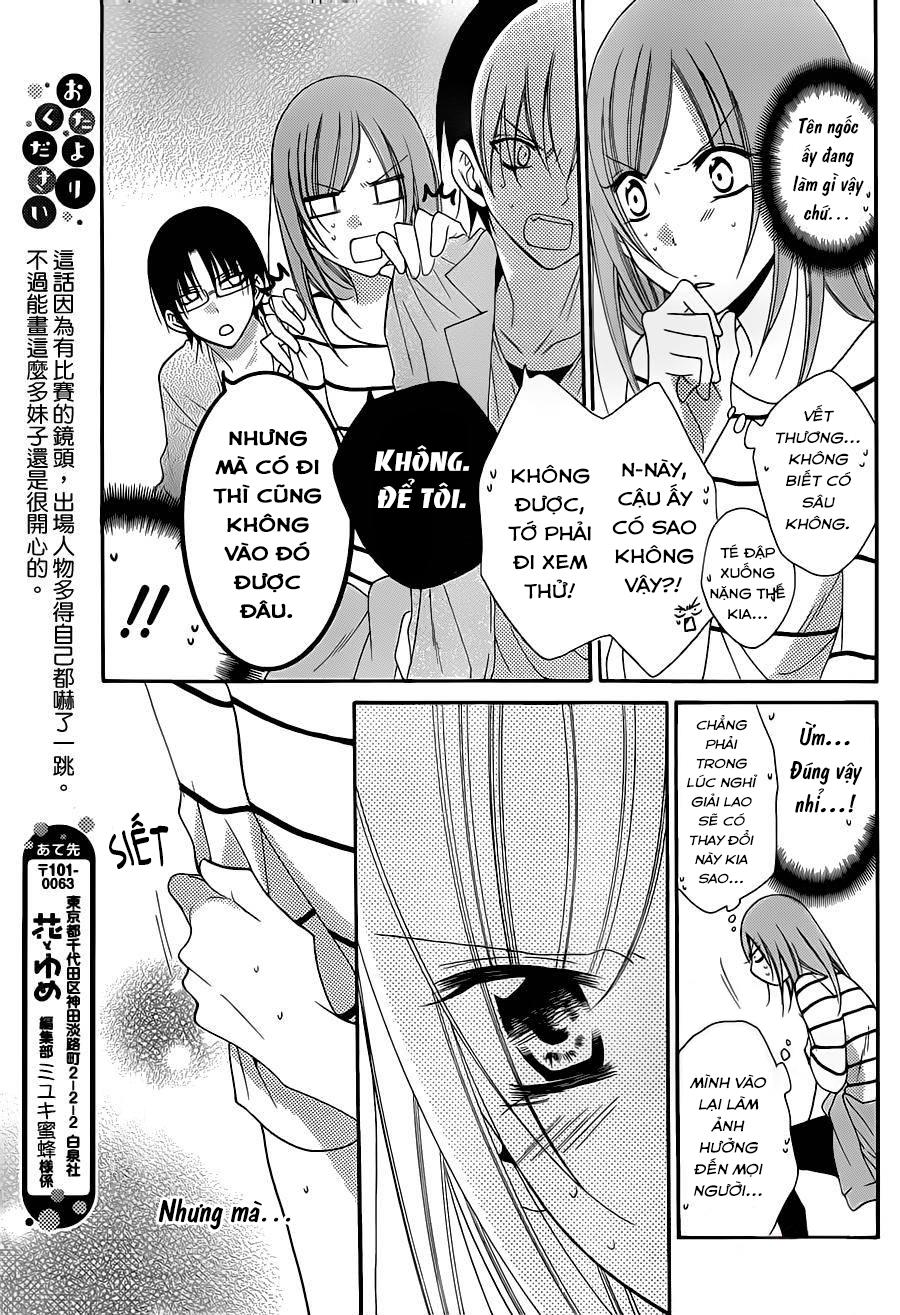 Tên ngốc
ấy đang
làm gì vậy
chứ...
VẾT
THƯƠNG...
KHÔNG
BIẾT CÓ
SÂU
KHÔNG.
TÉ ĐẬP
XUỐNG
NẶNG THẾ
KIA...
N-NÀY,
CẬU ẤY
CÓ SAO
KHÔNG
VẬY?!
KHÔNG
ĐƯỢC,
TỚ PHẢI
ĐI XEM
THỬ!
KHÔNG.
ĐỂ TÔI.
NHƯNG
MÀ CÓ ĐI
THÌ CŨNG
KHÔNG
VÀO ĐÓ
ĐƯỢC
ĐÂU.
!!
Ừm...
Đúng vậy
nhỉ...!
CHẲNG
PHẢI
TRONG
LÚC NGHỈ
GIẢI LAO
SẼ CÓ
THAY ĐỔI
NÀY KIA
SAO...
MÌNH VÀO
LẠI LÀM
ẢNH
HƯỞNG
ĐẾN MỌI
NGƯỜI...
SIẾT
Nhưng mà...
おたより
ください
這話因為有比賽的鏡頭，出場人物多得自己都嚇了一跳。
不過能畫這麼多妹子還是很開心的。
あて先
〒101-
0063
東京都千代田区神田淡路町2-2-2 白泉社
花とゆめ 編集部 ミユキ蜜蜂様係